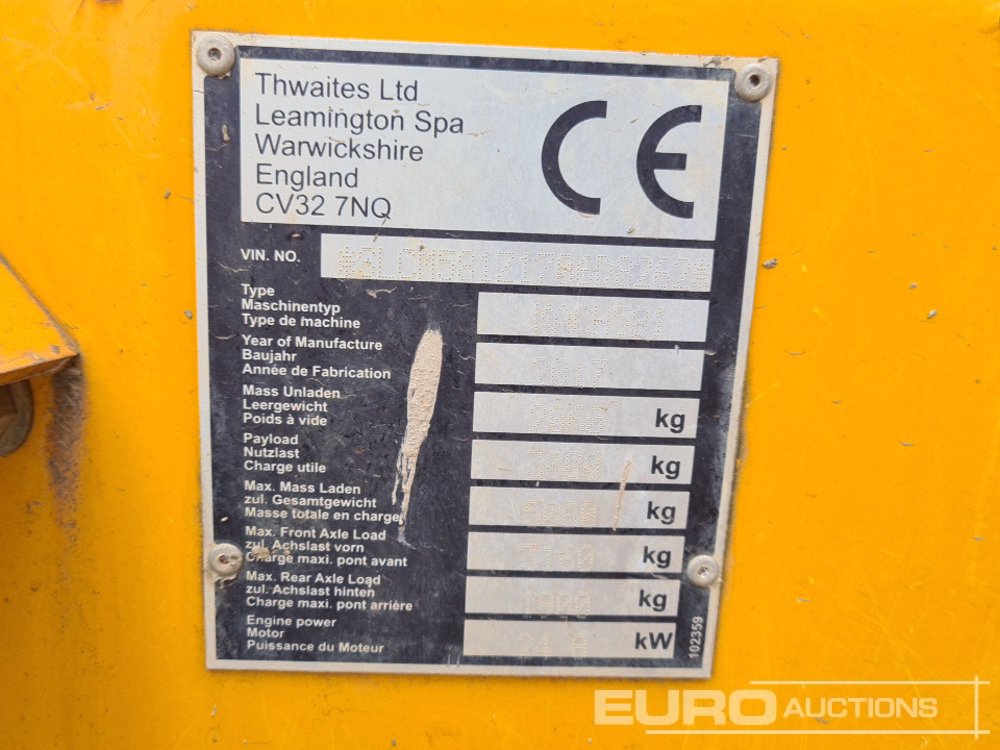 Thwaites Ltd
Leamington Spa
Warwickshire
England
CV32 7NQ
CE
VIN. NO.
Type
Maschinentyp
Type de machine
Year of Manufacture
Baujahr
Année de Fabrication
2017
Mass Unladen
Leergewicht
Poids à vide
kg
Payload
Nutzlast
Charge utile
3000 kg
Max. Mass Laden
zul. Gesamtgewicht
Masse totale en charge
kg
Max. Front Axle Load
zul. Achslast vorn
Charge maxi. pont avant
kg
Max. Rear Axle Load
zul. Achslast hinten
Charge maxi. pont arrière
kg
Engine power
Motor
Puissance du Moteur
kW
102359
EURO AUCTIONS